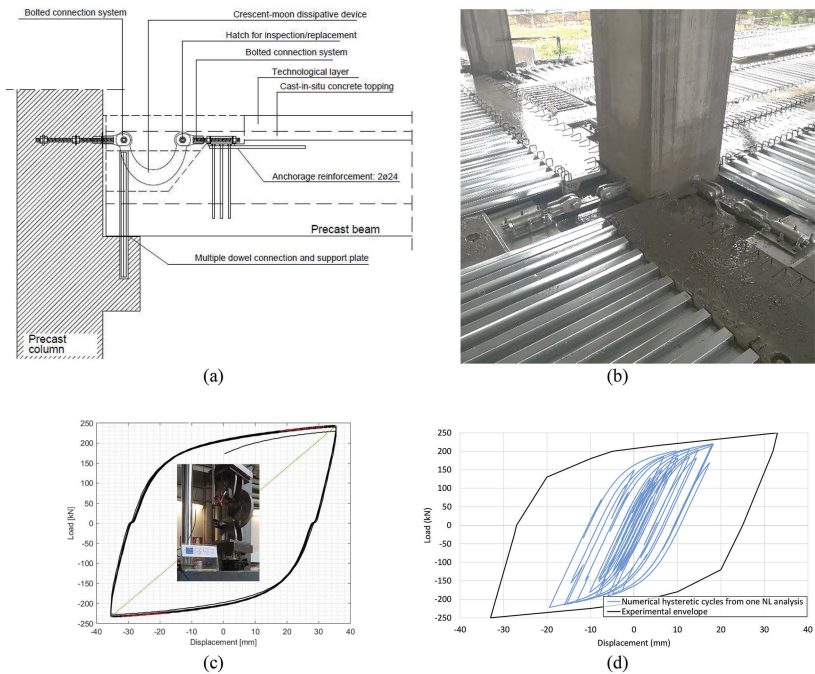 Bolted connection system
Crescent-moon dissipative device
Hatch for inspection/replacement
Bolted connection system
Technological layer
Cast-in-situ concrete topping
Anchorage reinforcement: 2ø24
Precast beam
Multiple dowel connection and support plate
Precast
column
(a)
(b)
250
200
150
100
50
0
-50
-100
-150
-200
-250
Load [kN]
-40
-30
-20
-10
0
10
20
30
40
Displacement [mm]
(c)
250
200
150
100
50
0
-50
-100
-150
-200
-250
Load (kN)
Numerical hysteretic cycles from one NL analysis
Experimental envelope
-40
-30
-20
-10
0
10
20
30
40
Displacement (mm)
(d)